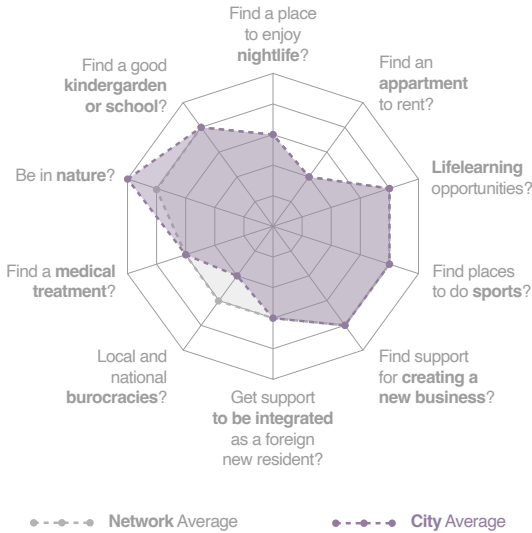 Find a place
to enjoy
nightlife?
Find an
appartment
to rent?
Lifelearning
opportunities?
Find places
to do sports?
Find support
for creating a
new business?
Get support
to be integrated
as a foreign
new resident?
Local and
national
burocracies?
Find a medical
treatment?
Be in nature?
Find a good
kindergarden
or school?
Network Average
City Average